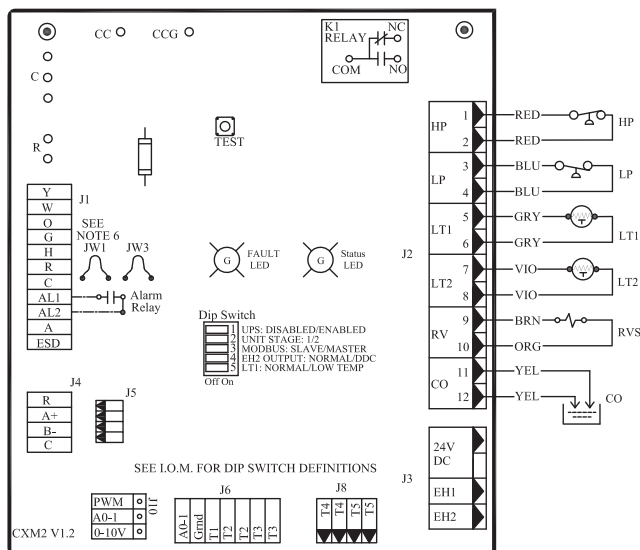 CC
CCG
K1
RELAY
NC
COM
NO
C
R
TEST
HP
1
RED
2
RED
HP
LP
3
BLU
4
BLU
LP
LT1
5
GRY
6
GRY
LT1
LT2
7
VIO
8
VIO
LT2
RV
9
BRN
10
ORG
RVS
CO
11
YEL
12
YEL
CO
J2
J1
Y
W
O
G
H
R
C
AL1
AL2
A
ESD
SEE
NOTE 6
JW1
JW3
Alarm
Relay
G
FAULT
LED
G
Status
LED
Dip Switch
1 UPS: DISABLED/ENABLED
2 UNIT STAGE: 1/2
3 MODBUS: SLAVE/MASTER
4 EH2 OUTPUT: NORMAL/DDC
5 LT1: NORMAL/LOW TEMP
Off On
J4
R
A+
B-
C
J5
SEE I.O.M. FOR DIP SWITCH DEFINITIONS
J3
24V
DC
EH1
EH2
J10
PWM
A0-1
0-10V
J6
A0-1
Grnd
T1
T2
T2
T3
T3
J8
T4
T4
T5
T5
CXM2 V1.2